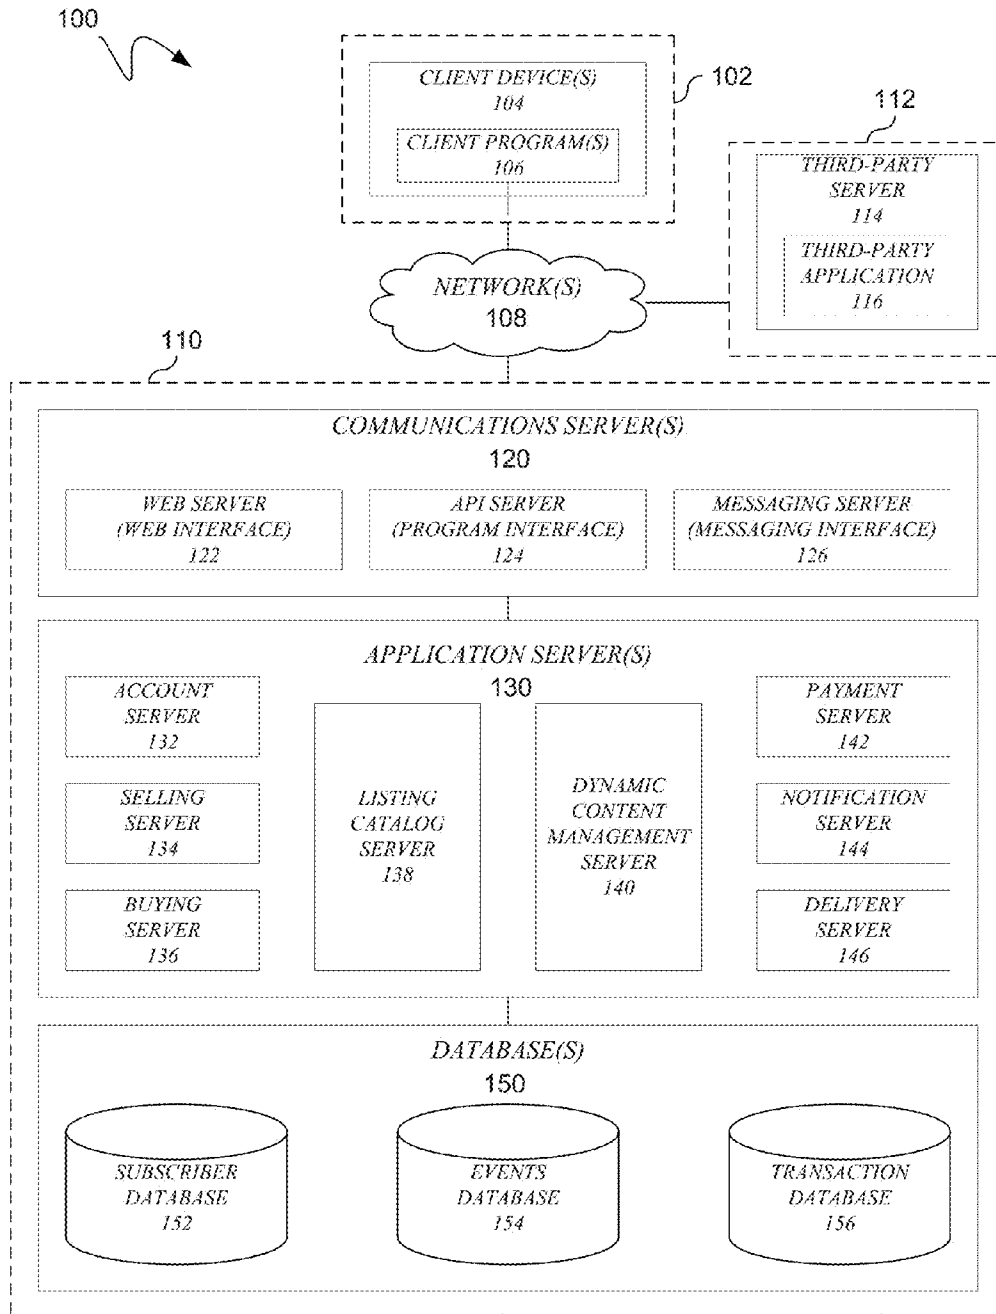 100
CLIENT DEVICE(S)
104
CLIENT PROGRAM(S)
106
102
112
THIRD-PARTY
SERVER
114
THIRD-PARTY
APPLICATION
116
NETWORK(S)
108
110
COMMUNICATIONS SERVER(S)
120
WEB SERVER
(WEB INTERFACE)
122
API SERVER
(PROGRAM INTERFACE)
124
MESSAGING SERVER
(MESSAGING INTERFACE)
126
APPLICATION SERVER(S)
130
ACCOUNT
SERVER
132
SELLING
SERVER
134
BUYING
SERVER
136
LISTING
CATALOG
SERVER
138
DYNAMIC
CONTENT
MANAGEMENT
SERVER
140
PAYMENT
SERVER
142
NOTIFICATION
SERVER
144
DELIVERY
SERVER
146
DATABASE(S)
150
SUBSCRIBER
DATABASE
152
EVENTS
DATABASE
154
TRANSACTION
DATABASE
156